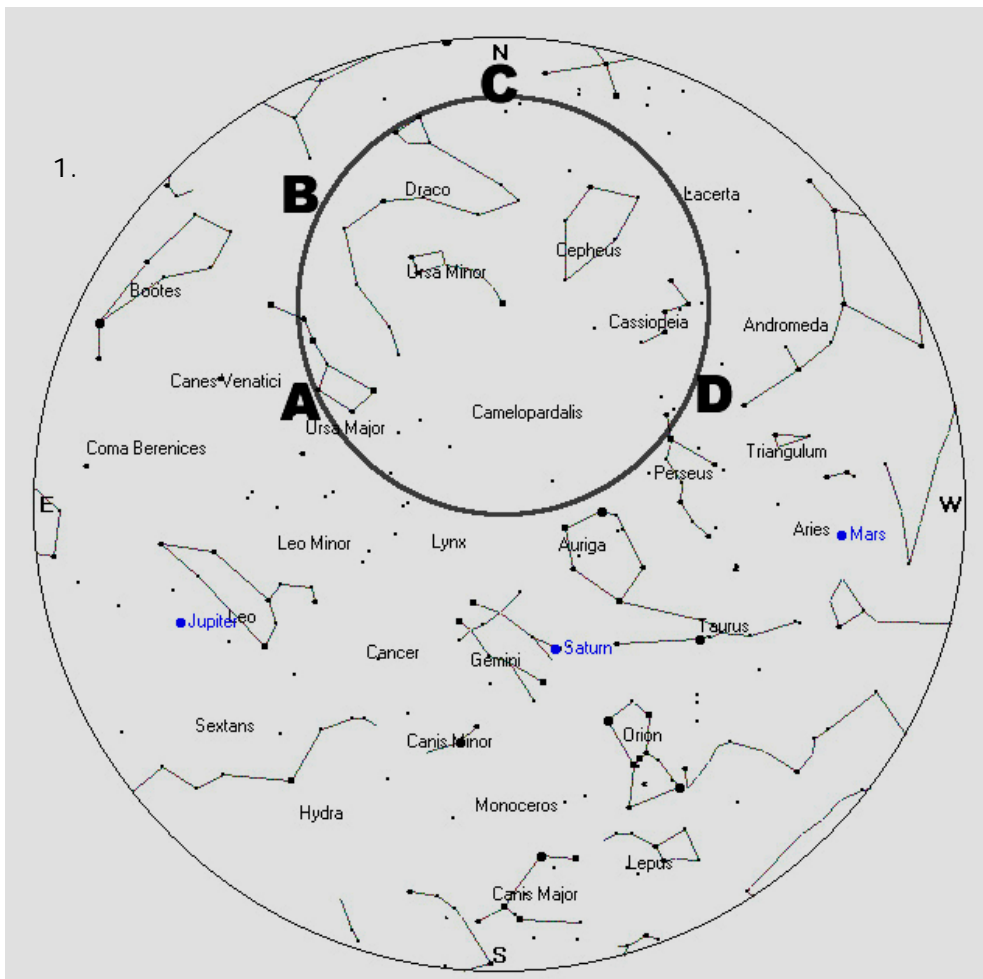 N
C
1.
B
Draco
Lacerta
Ursa Minor
Cepheus
Bootes
Cassiopeia
Andromeda
Canes Venatici
A
D
Camelopardalis
Ursa Major
Coma Berenices
Triangulum
Perseus
E
W
Aries
Mars
Leo Minor
Lynx
Auriga
Leo
Jupiter
Taurus
Cancer
Gemini
Saturn
Sextans
Canis Minor
Orion
Hydra
Monoceros
Lepus
Canis Major
S